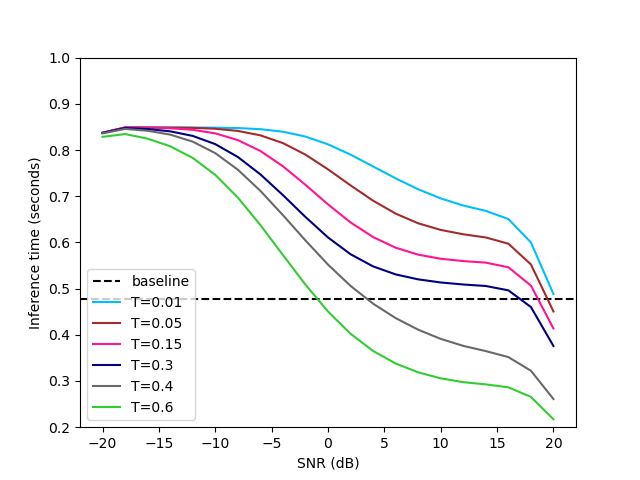 1.0
0.9
0.8
0.7
0.6
0.5
0.4
0.3
0.2
Inference time (seconds)
baseline
T=0.01
T=0.05
T=0.15
T=0.3
T=0.4
T=0.6
−20 −15 −10 −5 0 5 10 15 20
SNR (dB)